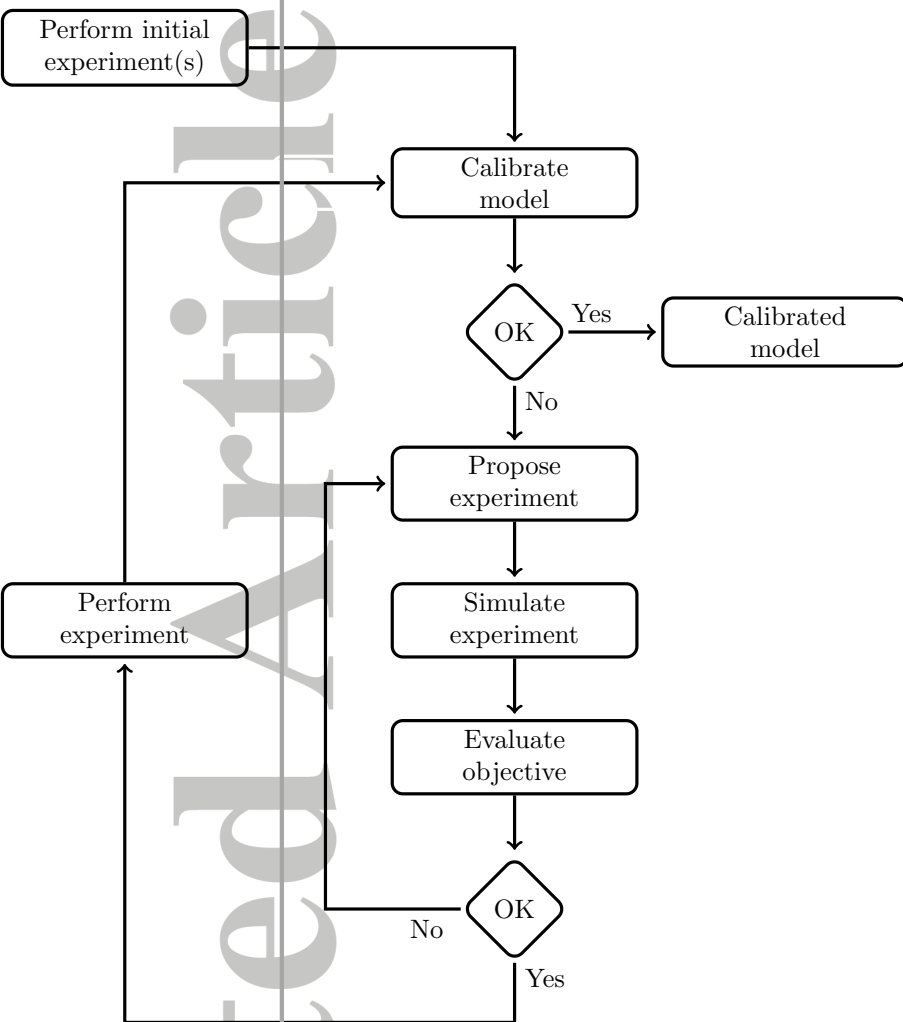 Perform initial
experiment(s)
Calibrate
model
OK
Yes
Calibrated
model
No
Propose
experiment
Perform
experiment
Simulate
experiment
Evaluate
objective
OK
No
Yes
ted Article